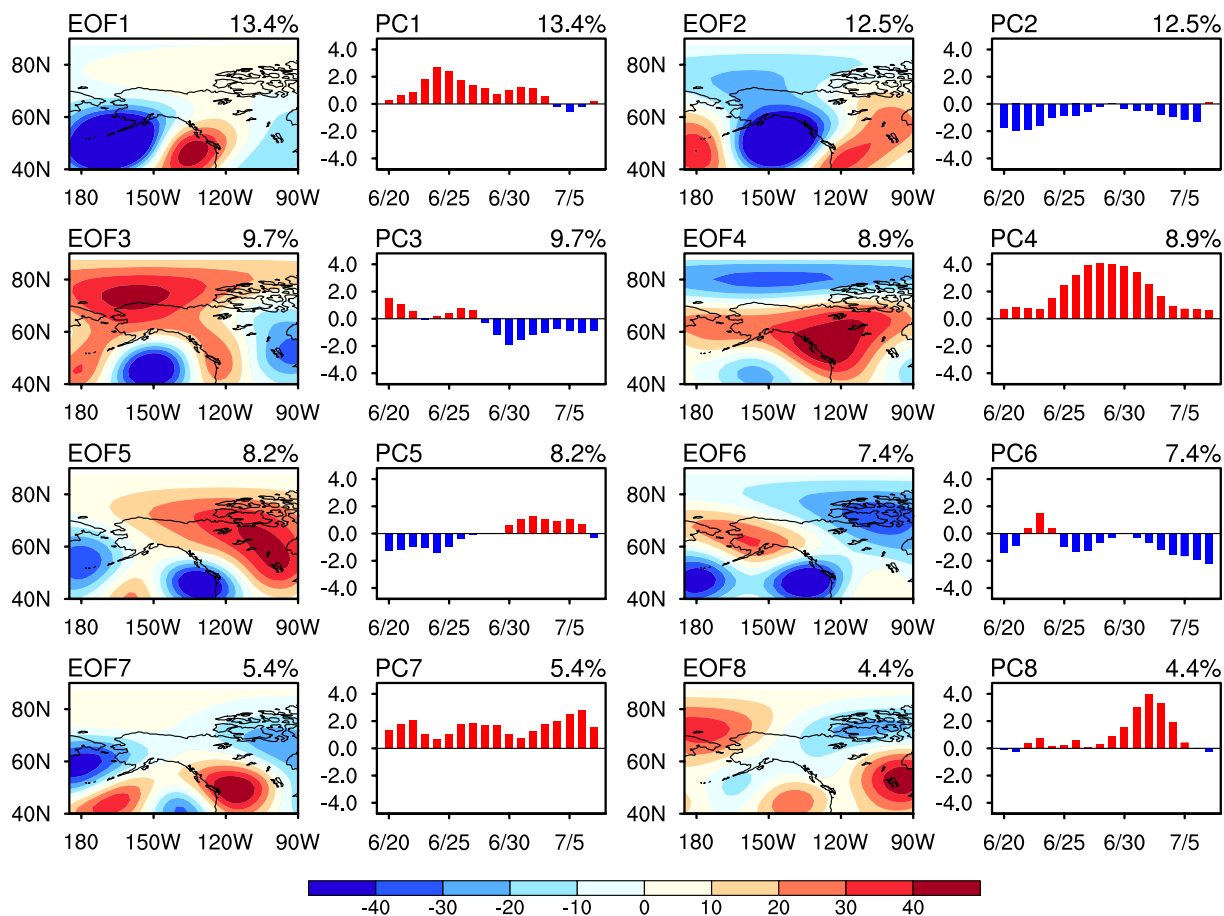 EOF1 13.4% PC1 13.4% EOF2 12.5% PC2 12.5%
80N 4.0 80N 4.0
2.0 2.0
60N 0.0 60N 0.0
-2.0 -2.0
40N -4.0 40N -4.0
180 150W 120W 90W 6/20 6/25 6/30 7/5 180 150W 120W 90W 6/20 6/25 6/30 7/5
EOF3 9.7% PC3 9.7% EOF4 8.9% PC4 8.9%
80N 4.0 80N 4.0
2.0 2.0
60N 0.0 60N 0.0
-2.0 -2.0
40N -4.0 40N -4.0
180 150W 120W 90W 6/20 6/25 6/30 7/5 180 150W 120W 90W 6/20 6/25 6/30 7/5
EOF5 8.2% PC5 8.2% EOF6 7.4% PC6 7.4%
80N 4.0 80N 4.0
2.0 2.0
60N 0.0 60N 0.0
-2.0 -2.0
40N -4.0 40N -4.0
180 150W 120W 90W 6/20 6/25 6/30 7/5 180 150W 120W 90W 6/20 6/25 6/30 7/5
EOF7 5.4% PC7 5.4% EOF8 4.4% PC8 4.4%
80N 4.0 80N 4.0
2.0 2.0
60N 0.0 60N 0.0
-2.0 -2.0
40N -4.0 40N -4.0
180 150W 120W 90W 6/20 6/25 6/30 7/5 180 150W 120W 90W 6/20 6/25 6/30 7/5
-40 -30 -20 -10 0 10 20 30 40